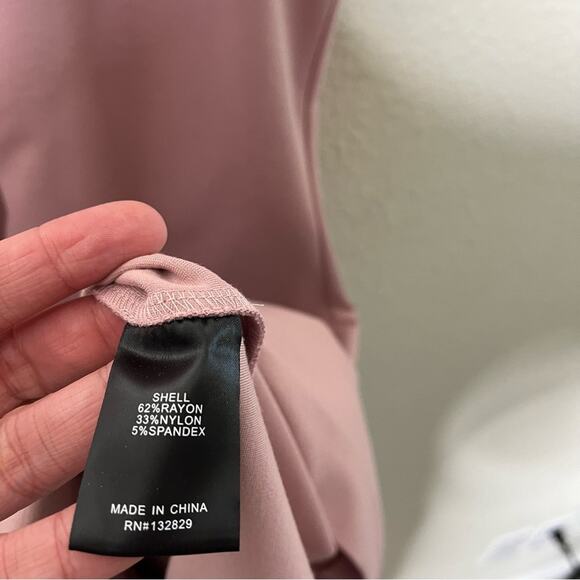 SHELL
62%RAYON
33%NYLON
5%SPANDEX
MADE IN CHINA
RN#132829